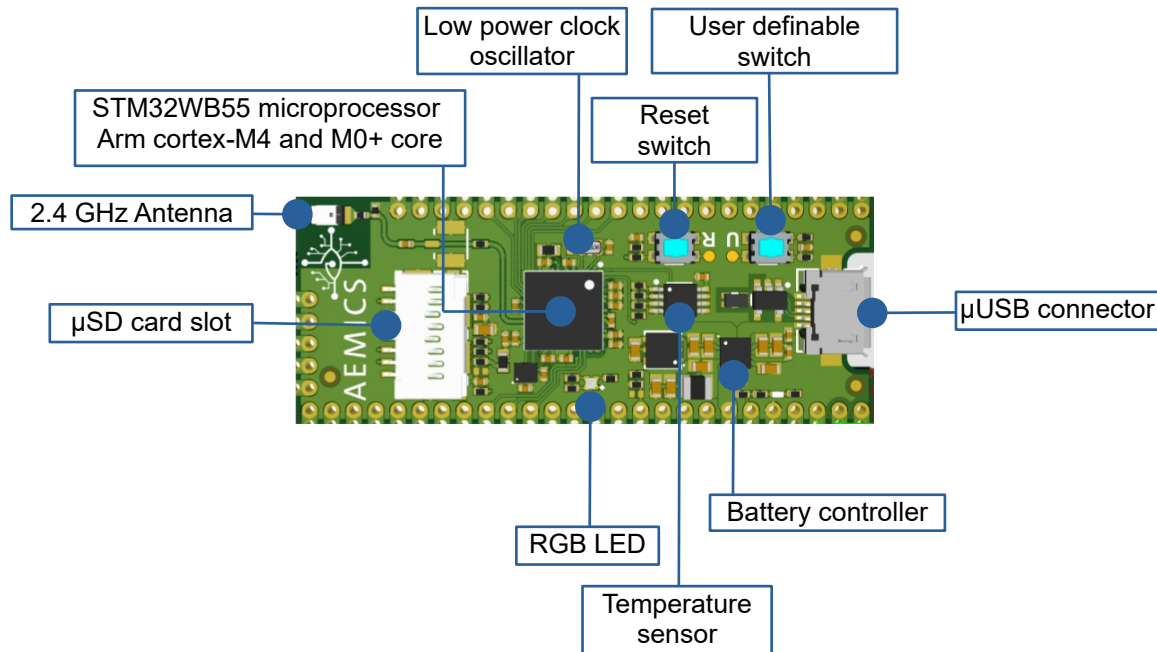 Low power clock
oscillator
User definable
switch
STM32WB55 microprocessor
Arm cortex-M4 and M0+ core
Reset
switch
2.4 GHz Antenna
R U
µSD card slot
AEMICS
µUSB connector
Battery controller
RGB LED
Temperature
sensor